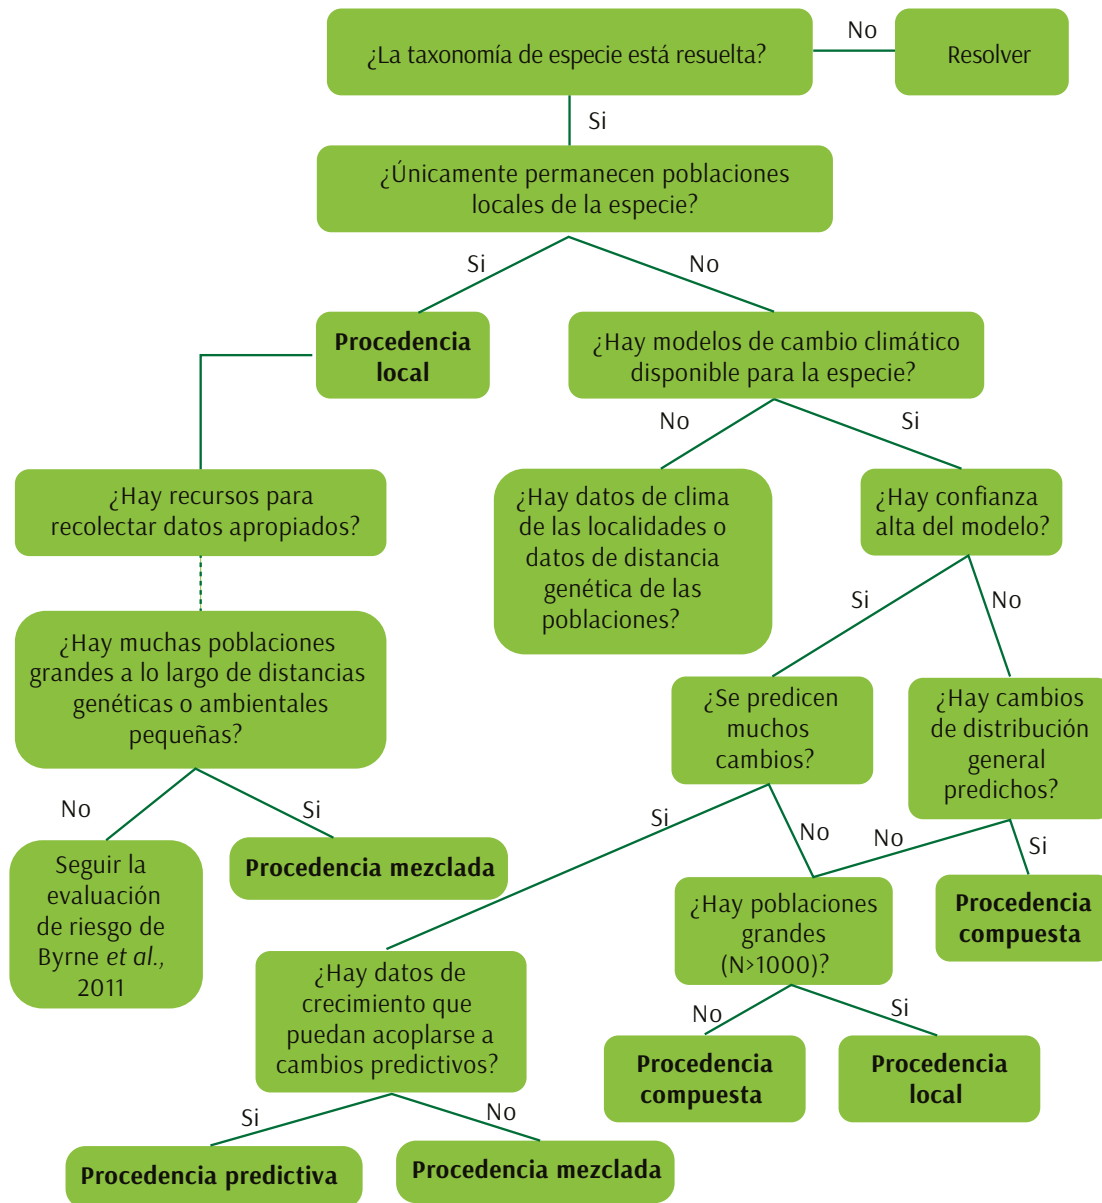 ¿La taxonomía de especie está resuelta?
No
Resolver
Si
¿Únicamente permanecen poblaciones
locales de la especie?
Si
No
Procedencia
local
¿Hay modelos de cambio climático
disponible para la especie?
No
Si
¿Hay recursos para
recolectar datos apropiados?
¿Hay datos de clima
de las localidades o
datos de distancia
genética de las
poblaciones?
¿Hay confianza
alta del modelo?
Si
No
¿Hay muchas poblaciones
grandes a lo largo de distancias
genéticas o ambientales
pequeñas?
¿Se predicen
muchos
cambios?
¿Hay cambios
de distribución
general
predichos?
No
Si
Si
No
No
Si
Seguir la
evaluación
de riesgo de
Byrne et al.,
2011
Procedencia mezclada
¿Hay poblaciones
grandes
(N>1000)?
Procedencia
compuesta
¿Hay datos de
crecimiento que
puedan acoplarse a
cambios predictivos?
No
Si
Procedencia
compuesta
Procedencia
local
Si
No
Procedencia predictiva
Procedencia mezclada